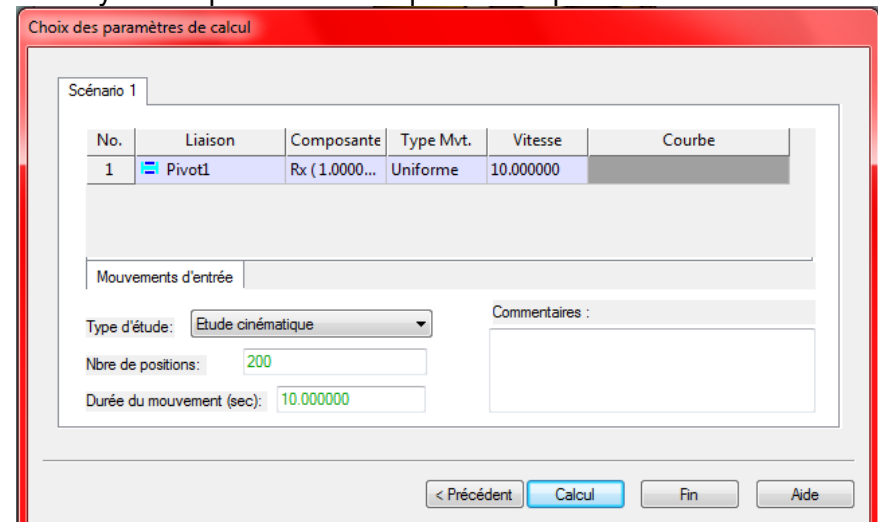 Choix des paramètres de calcul
Scénario 1
No. Liaison Composante Type Mvt. Vitesse Courbe
1 Pivot1 Rx ( 1.0000... Uniforme 10.000000
Mouvements d'entrée
Type d'étude: Etude cinématique
Commentaires :
Nbre de positions: 200
Durée du mouvement (sec): 10.000000
< Précédent Calcul Fin Aide